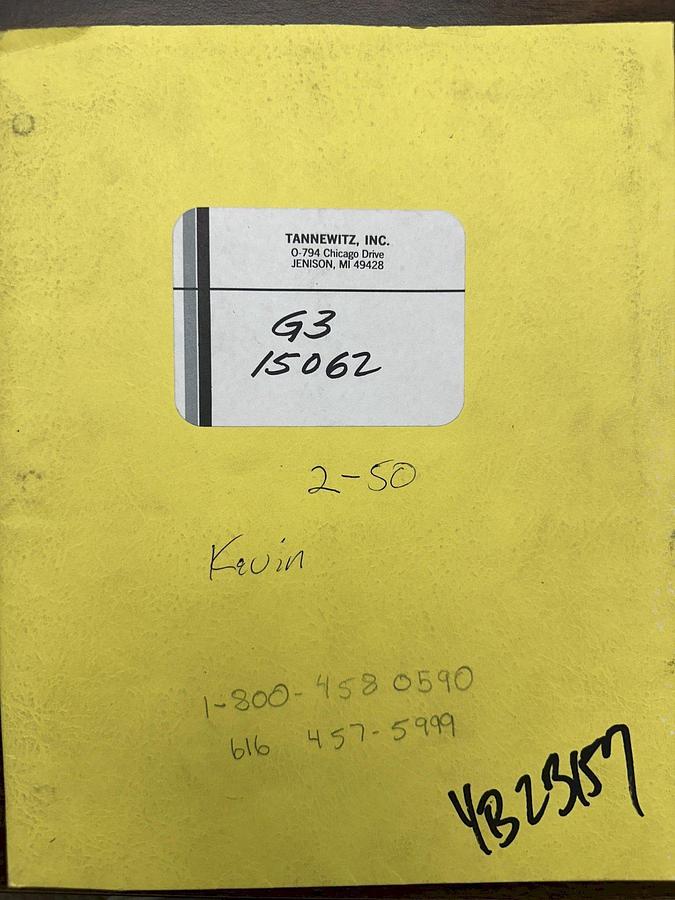 TANNEWITZ, INC.
0-794 Chicago Drive
JENISON, MI 49428
G3
15062
2-50
Kevin
1-800-458 0590
616 457-5999
YB23157